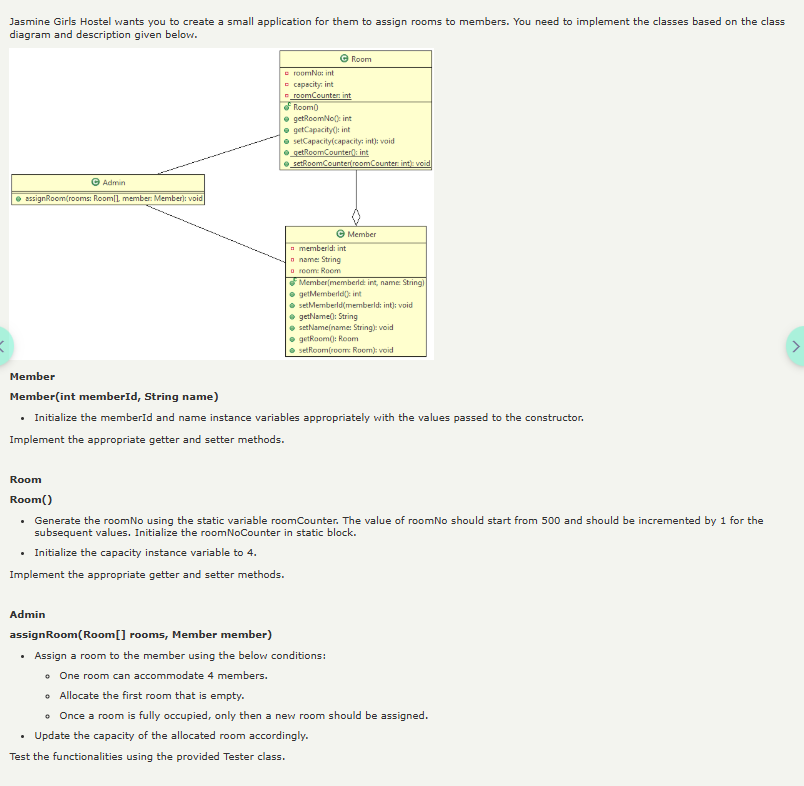 Jasmine Girls Hostel wants you to create a small application for them to assign rooms to members. You need to implement the classes based on the class
diagram and description given below.
C Room
roomNo: int
capacity: int
roomCounter: int
Room()
getRoomNo(): int
getCapacity(): int
setCapacity(capacity: int): void
getRoomCounter(): int
setRoomCounter(roomCounter: int): void
C Admin
assignRoom(rooms: Room[], member: Member): void
C Member
memberId: int
name: String
room: Room
Member(memberId: int, name: String)
getMemberId(): int
setMemberId(memberId: int): void
getName(): String
setName(name: String): void
getRoom(): Room
setRoom(room: Room): void
Member
Member(int memberId, String name)
• Initialize the memberId and name instance variables appropriately with the values passed to the constructor.
Implement the appropriate getter and setter methods.
Room
Room()
• Generate the roomNo using the static variable roomCounter. The value of roomNo should start from 500 and should be incremented by 1 for the
subsequent values. Initialize the roomNoCounter in static block.
• Initialize the capacity instance variable to 4.
Implement the appropriate getter and setter methods.
Admin
assignRoom(Room[] rooms, Member member)
• Assign a room to the member using the below conditions:
One room can accommodate 4 members.
Allocate the first room that is empty.
Once a room is fully occupied, only then a new room should be assigned.
• Update the capacity of the allocated room accordingly.
Test the functionalities using the provided Tester class.